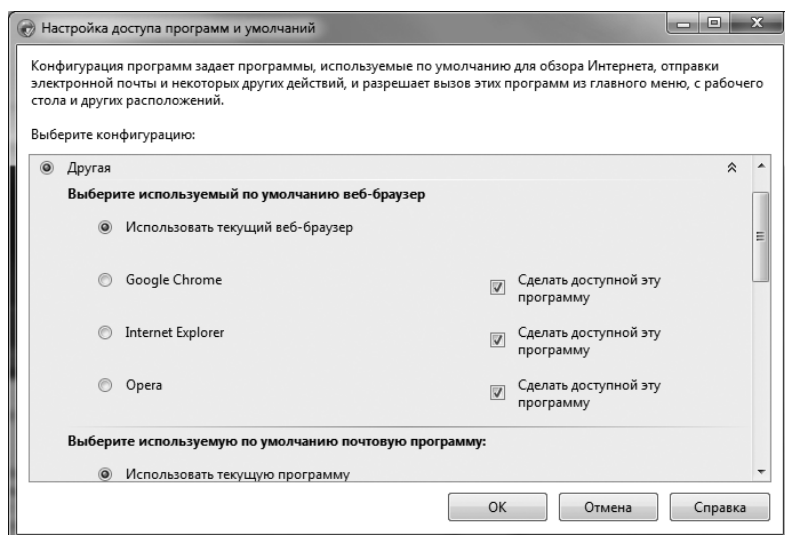 Настройка доступа программ и умолчаний
Конфигурация программ задает программы, используемые по умолчанию для обзора Интернета, отправки
электронной почты и некоторых других действий, и разрешает вызов этих программ из главного меню, с рабочего
стола и других расположений.
Выберите конфигурацию:
Другая
Выберите используемый по умолчанию веб-браузер
Использовать текущий веб-браузер
Google Chrome
Сделать доступной эту
программу
Internet Explorer
Сделать доступной эту
программу
Opera
Сделать доступной эту
программу
Выберите используемую по умолчанию почтовую программу:
Использовать текущую программу
OK
Отмена
Справка